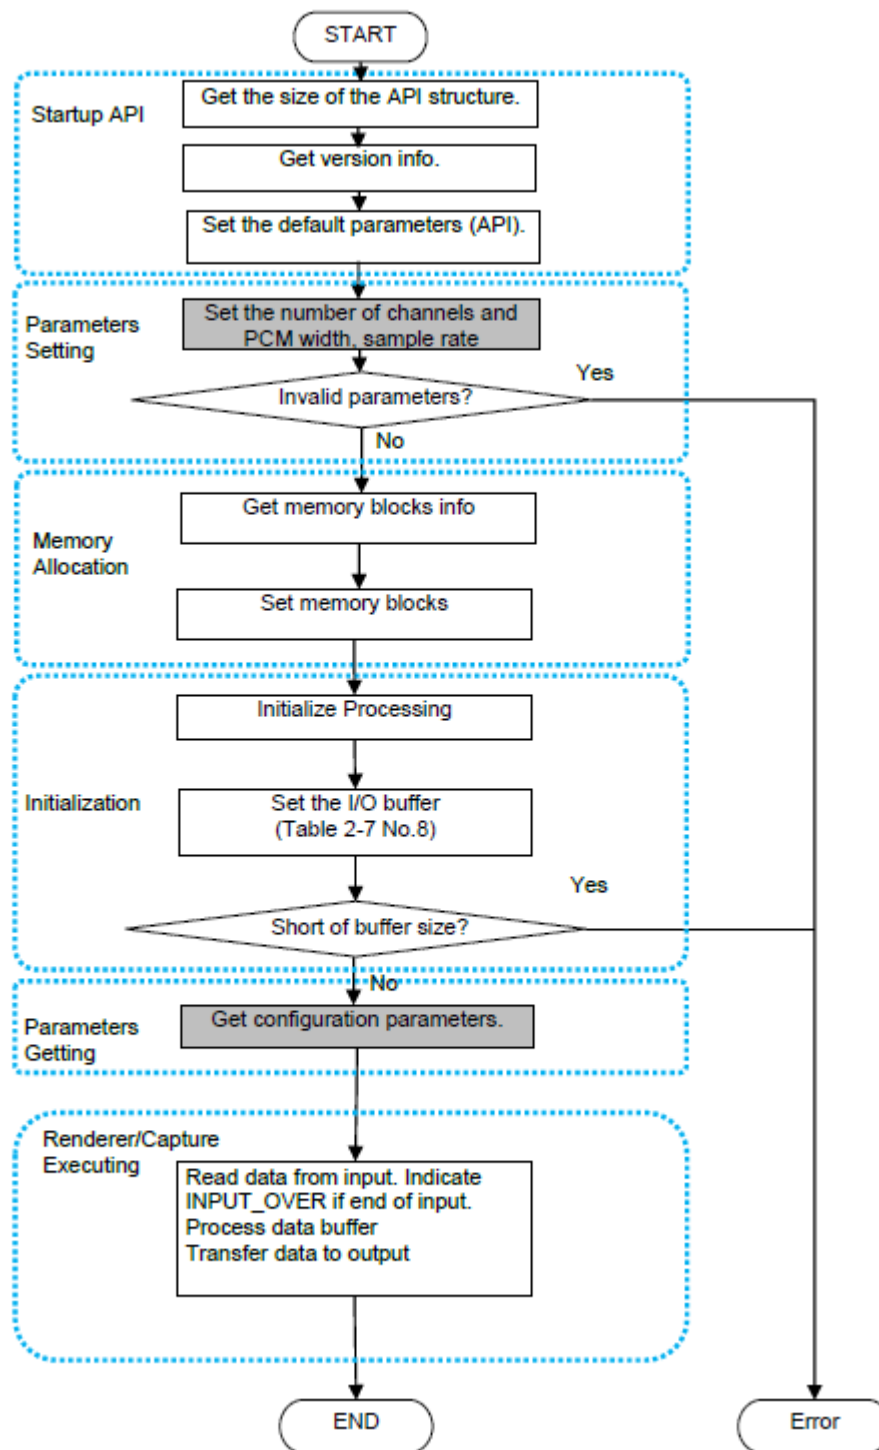 START
Startup API
Get the size of the API structure.
Get version info.
Set the default parameters (API).
Parameters
Setting
Set the number of channels and
PCM width, sample rate
Invalid parameters?
Yes
No
Memory
Allocation
Get memory blocks info
Set memory blocks
Initialization
Initialize Processing
Set the I/O buffer
(Table 2-7 No.8)
Short of buffer size?
Yes
No
Parameters
Getting
Get configuration parameters.
Renderer/Capture
Executing
Read data from input. Indicate
INPUT_OVER if end of input.
Process data buffer
Transfer data to output
END
Error